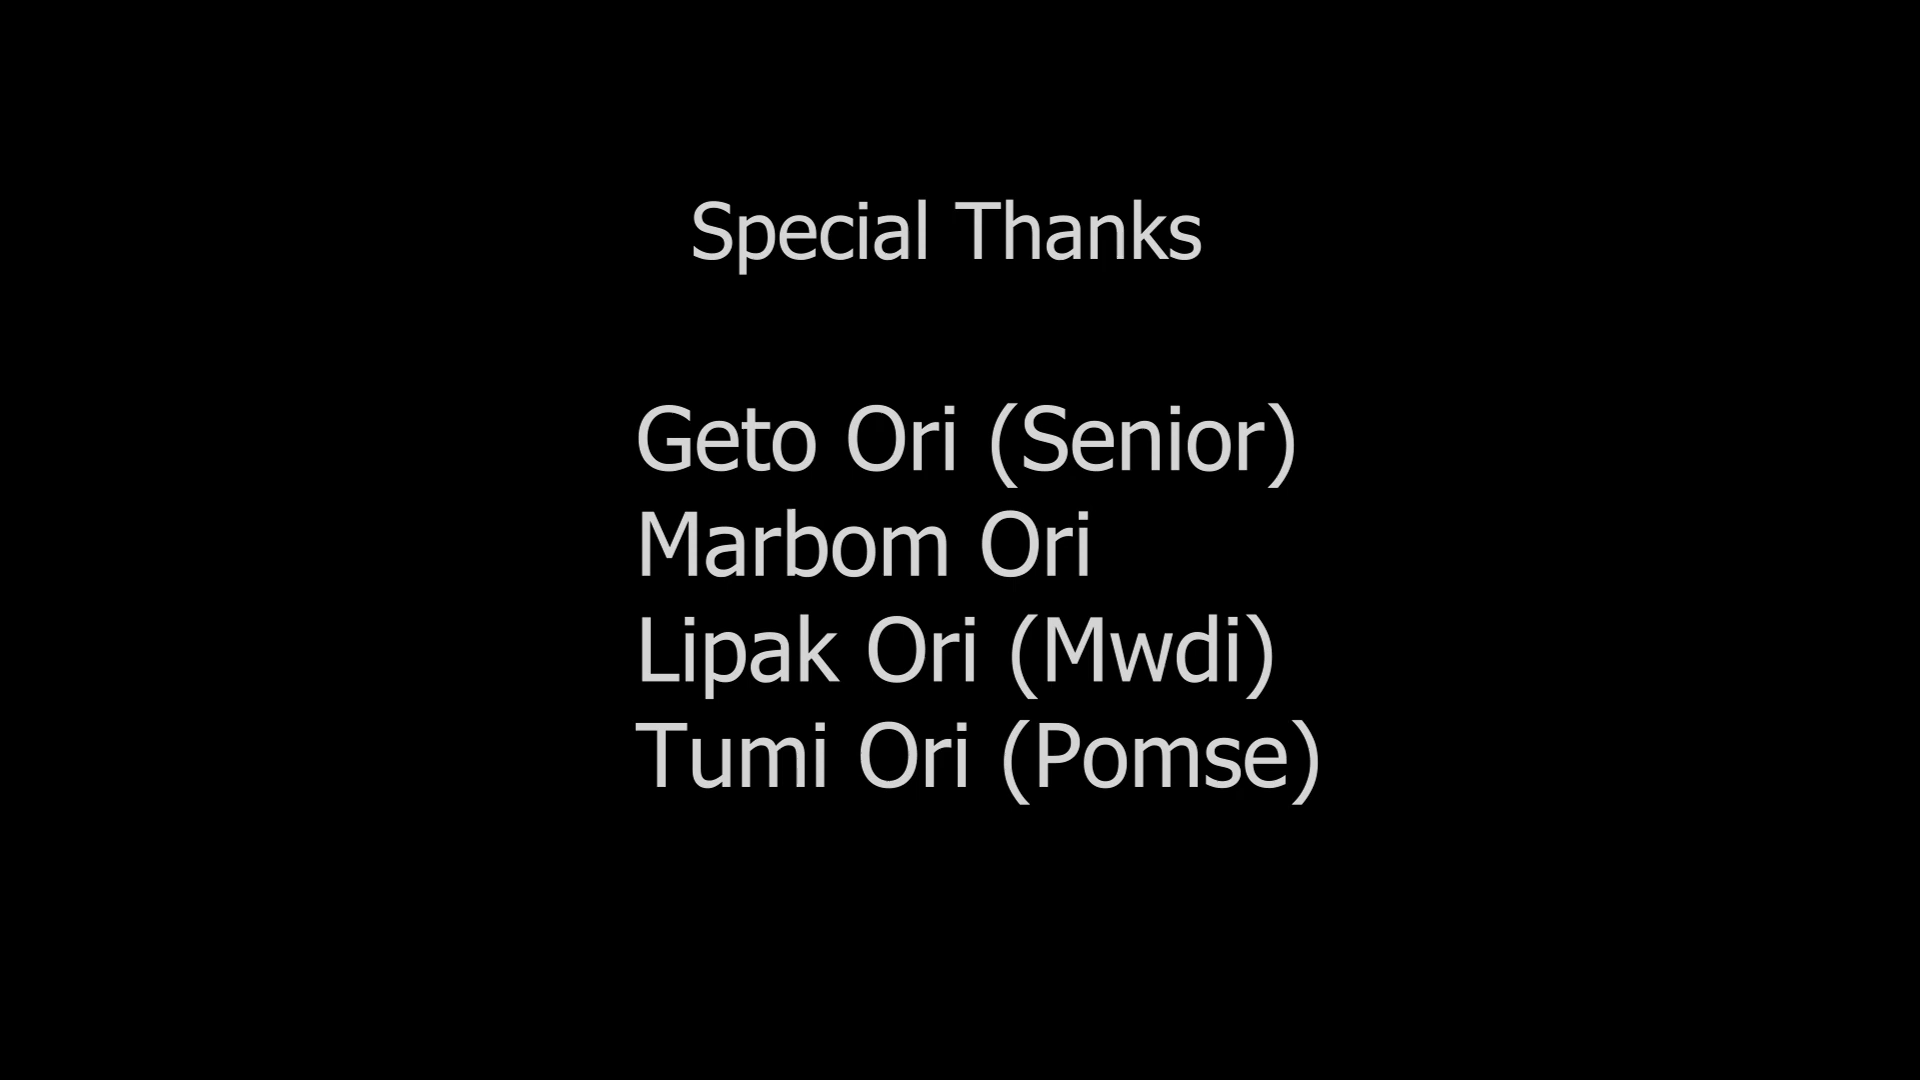 Special Thanks
Geto Ori (Senior)
Marbom Ori
Lipak Ori (Mwdi)
Tumi Ori (Pomse)